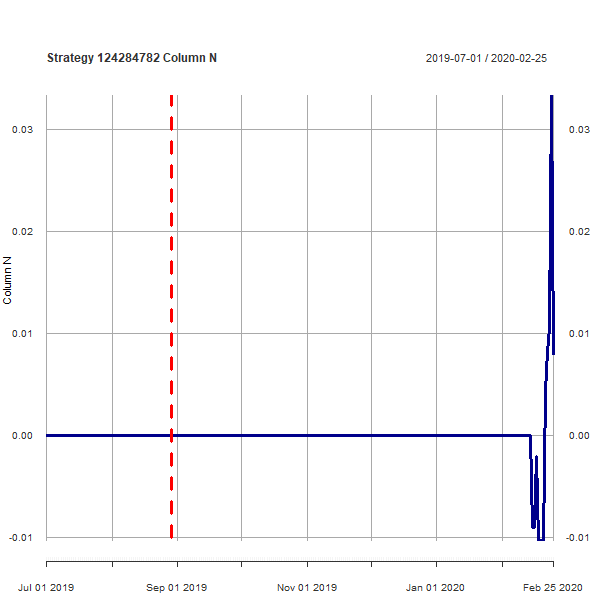 Strategy 124284782 Column N 2019-07-01 / 2020-02-25
0.03 0.03
0.02 0.02
Column N
0.01 0.01
0.00 0.00
-0.01 -0.01
Jul 01 2019 Sep 01 2019 Nov 01 2019 Jan 01 2020 Feb 25 2020